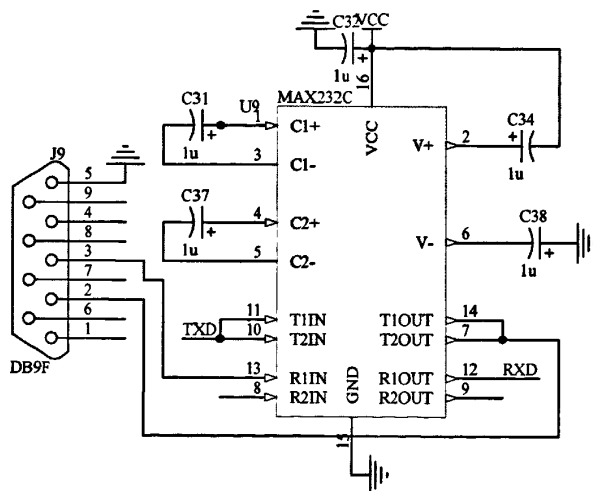 C32 VCC
+
1u
16
C31
U9
MAX232C
1
C1+
VCC
+
1u
3
C1-
V+
2
C34
+
1u
J9
5
9
4
8
3
7
2
6
1
DB9F
C37
4
C2+
+
1u
5
C2-
V-
6
C38
+
1u
TXD
11
T1IN
T1OUT
14
10
T2IN
T2OUT
7
13
R1IN
R1OUT
12
RXD
8
R2IN
R2OUT
9
GND
15